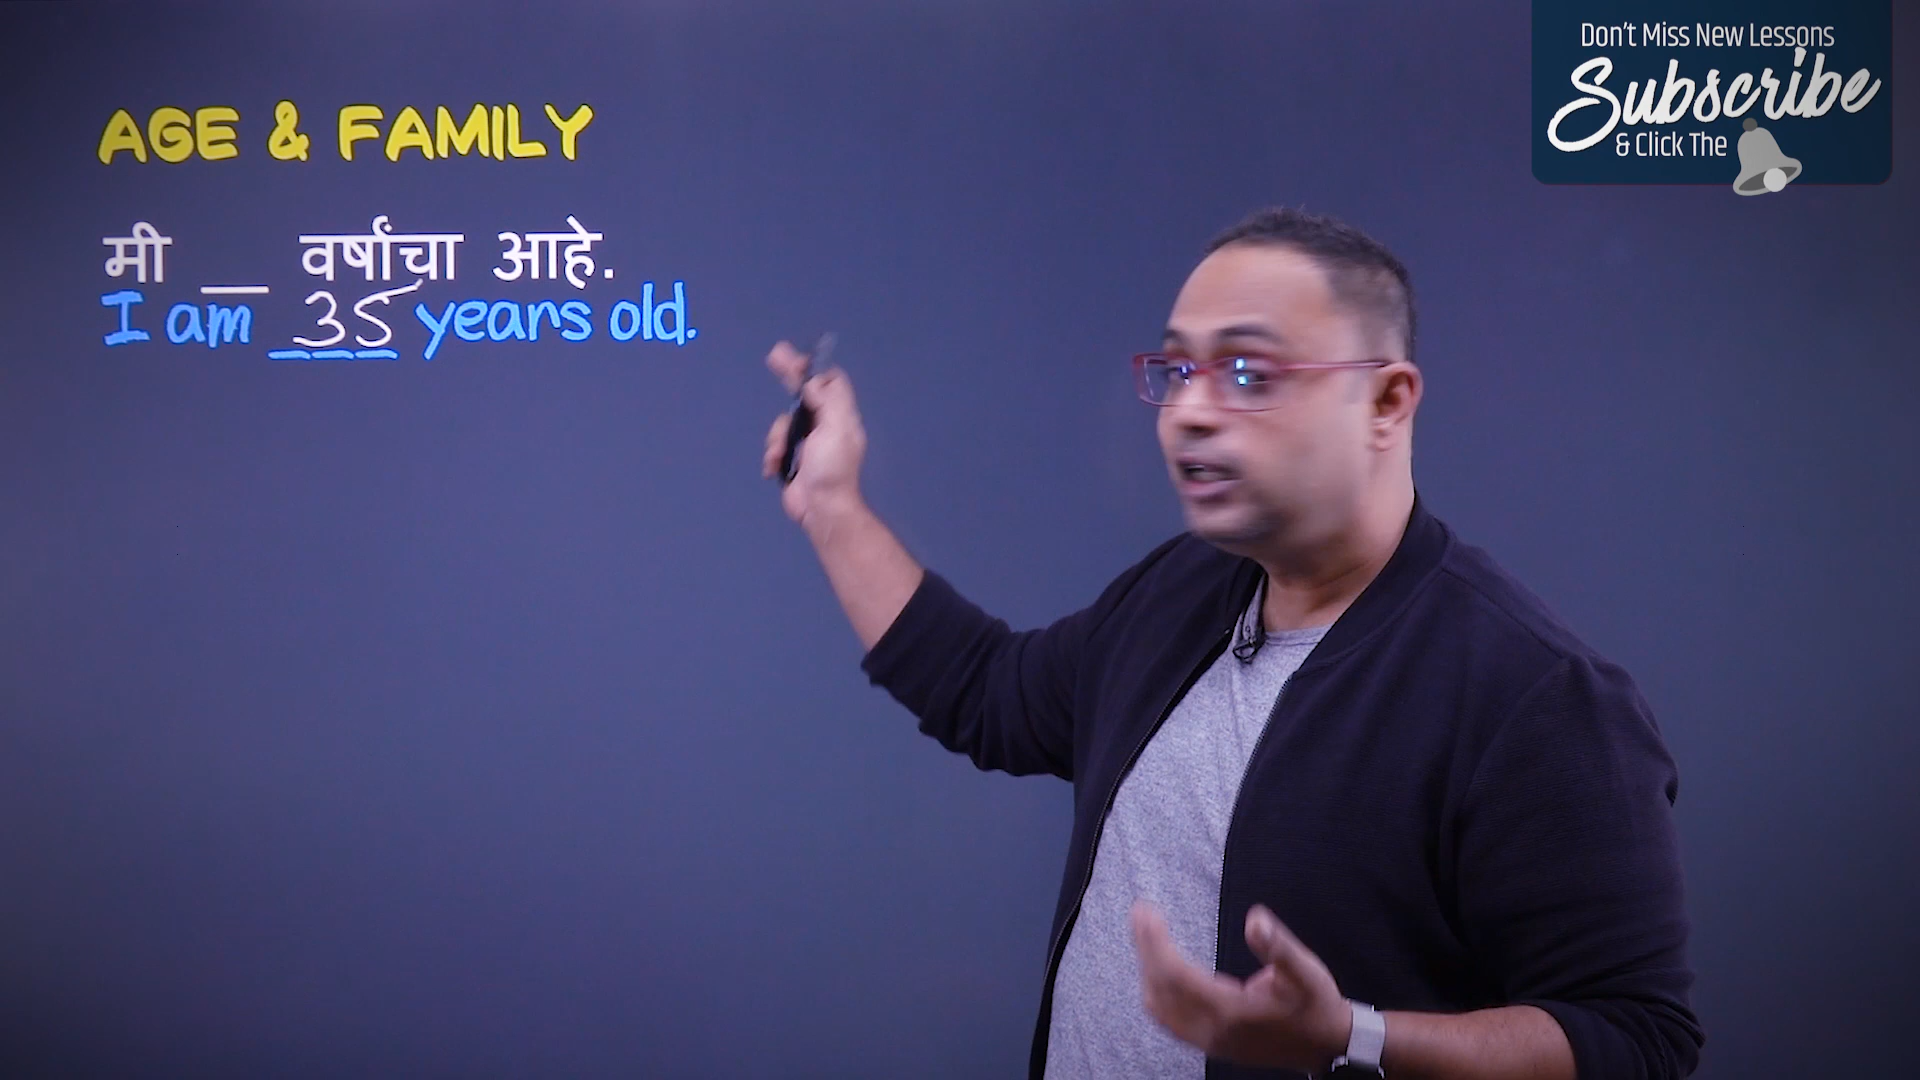 AGE & FAMILY
मी __ वर्षांचा आहे.
I am 35 years old.
Don't Miss New Lessons
Subscribe
& Click The